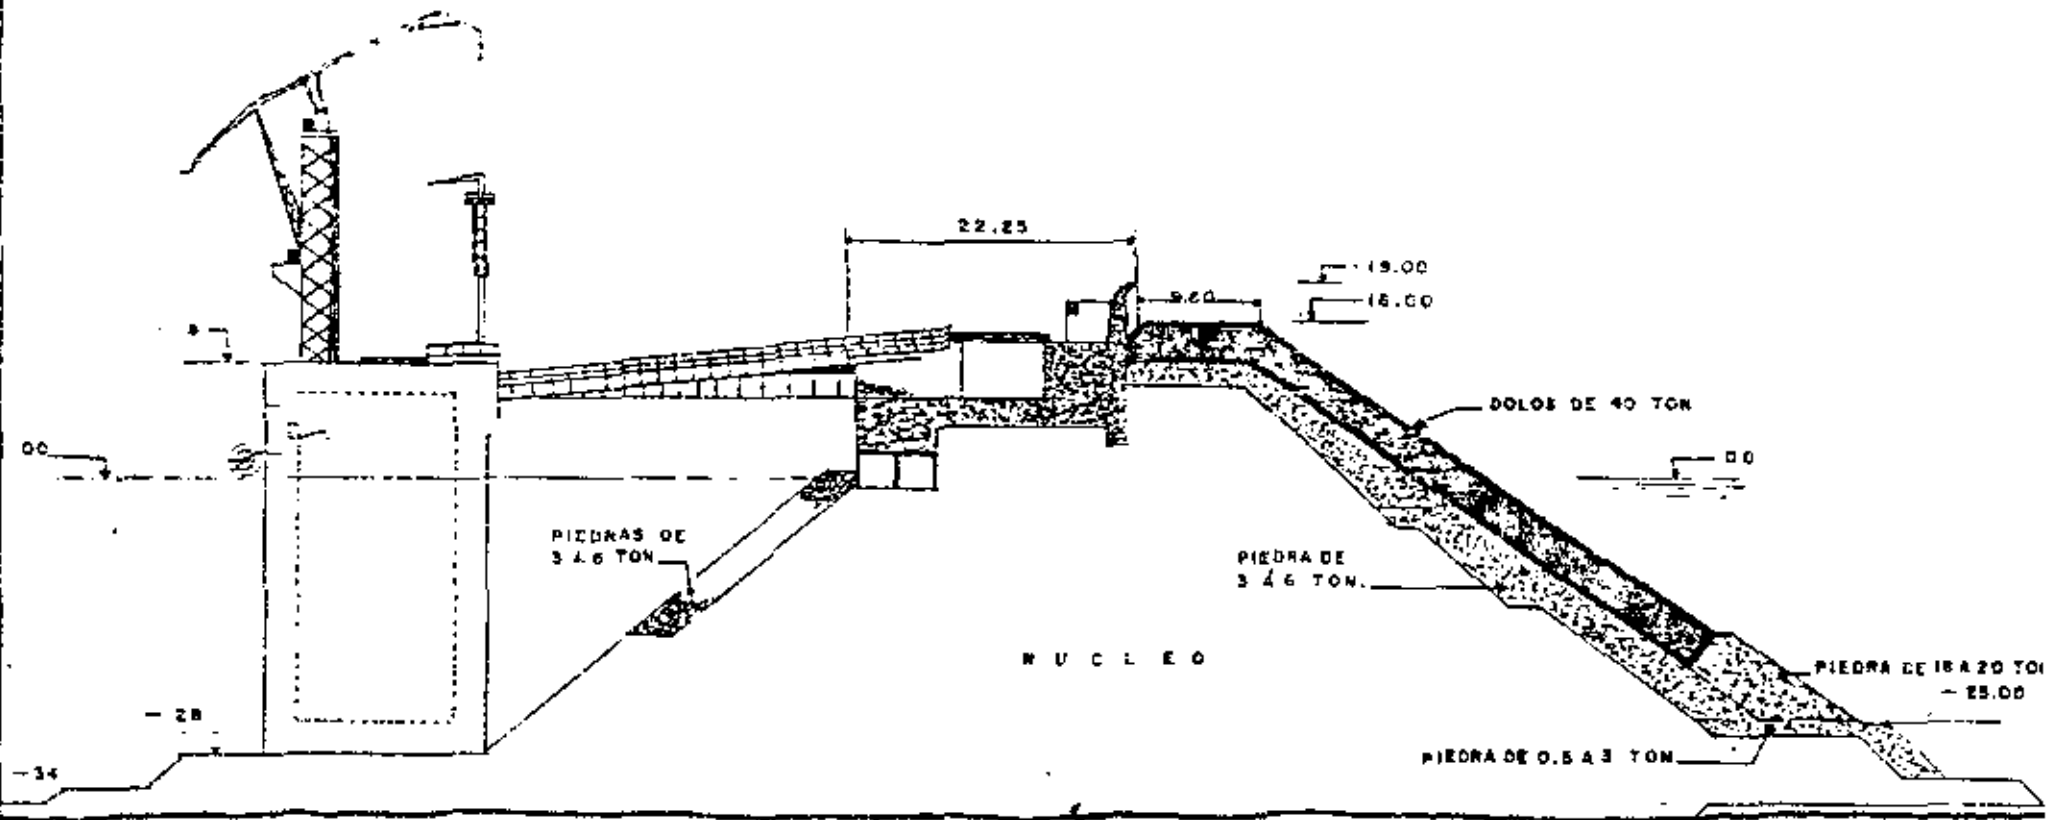 22.25
19.00
9.60
16.00
DOLOS DE 40 TON
00
00
PIEDRAS DE
3 A 6 TON
PIEDRA DE
3 Á 6 TON.
NUCLEO
PIEDRA DE 18 A 20 TO
- 25.00
- 28
PIEDRA DE 0.5 A 3 TON
-34